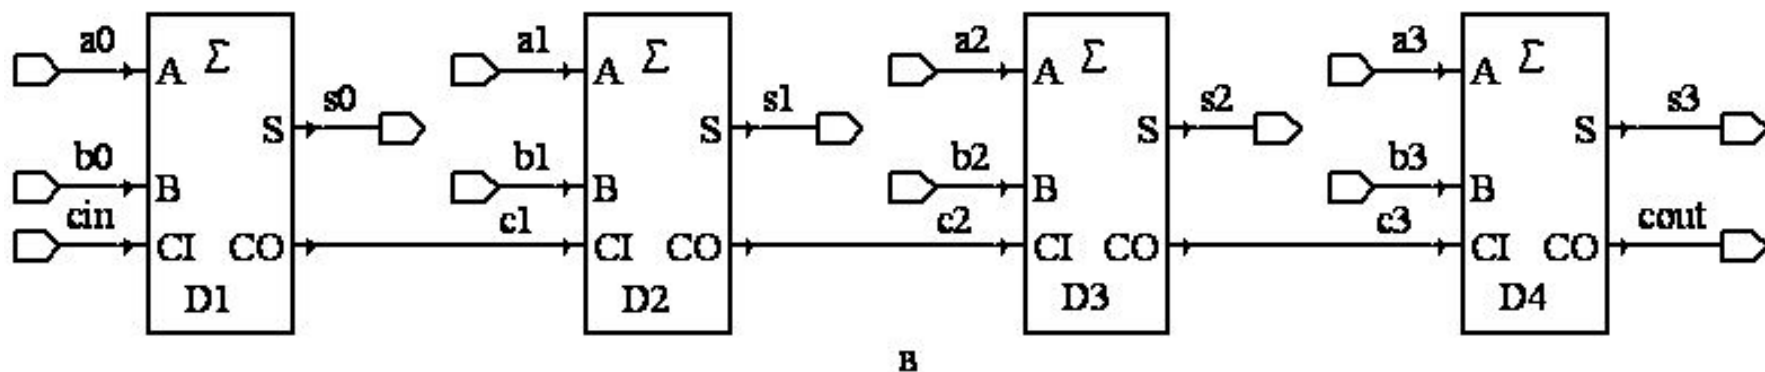 a0 Σ a1 Σ a2 Σ a3 Σ
A A A A
s0 s1 s2 s3
S S S S
b0 b1 b2 b3
B B B B
cin c1 c2 c3 cout
CI CO CI CO CI CO CI CO
D1 D2 D3 D4
в